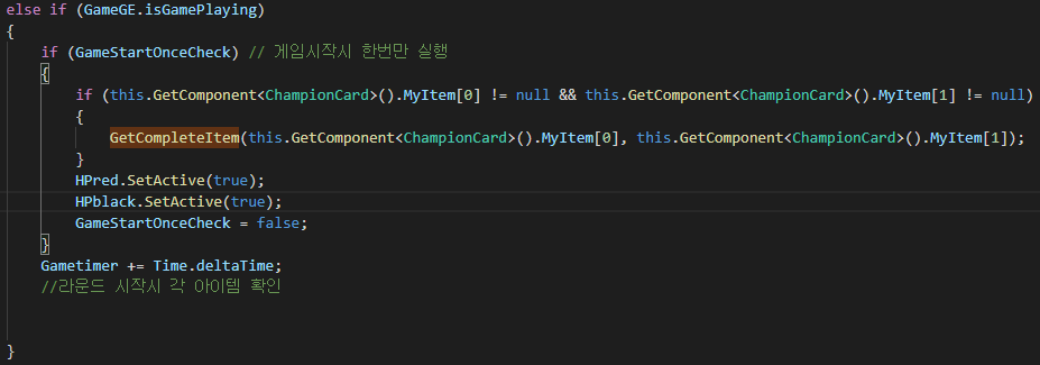 else if (GameGE.isGamePlaying)
{
if (GameStartOnceCheck) // 게임시작시 한번만 실행
{
if (this.GetComponent<ChampionCard>().MyItem[0] != null && this.GetComponent<ChampionCard>().MyItem[1] != null)
{
GetCompleteItem(this.GetComponent<ChampionCard>().MyItem[0], this.GetComponent<ChampionCard>().MyItem[1]);
}
HPred.SetActive(true);
HPblack.SetActive(true);
GameStartOnceCheck = false;
}
Gametimer += Time.deltaTime;
//라운드 시작시 각 아이템 확인
}